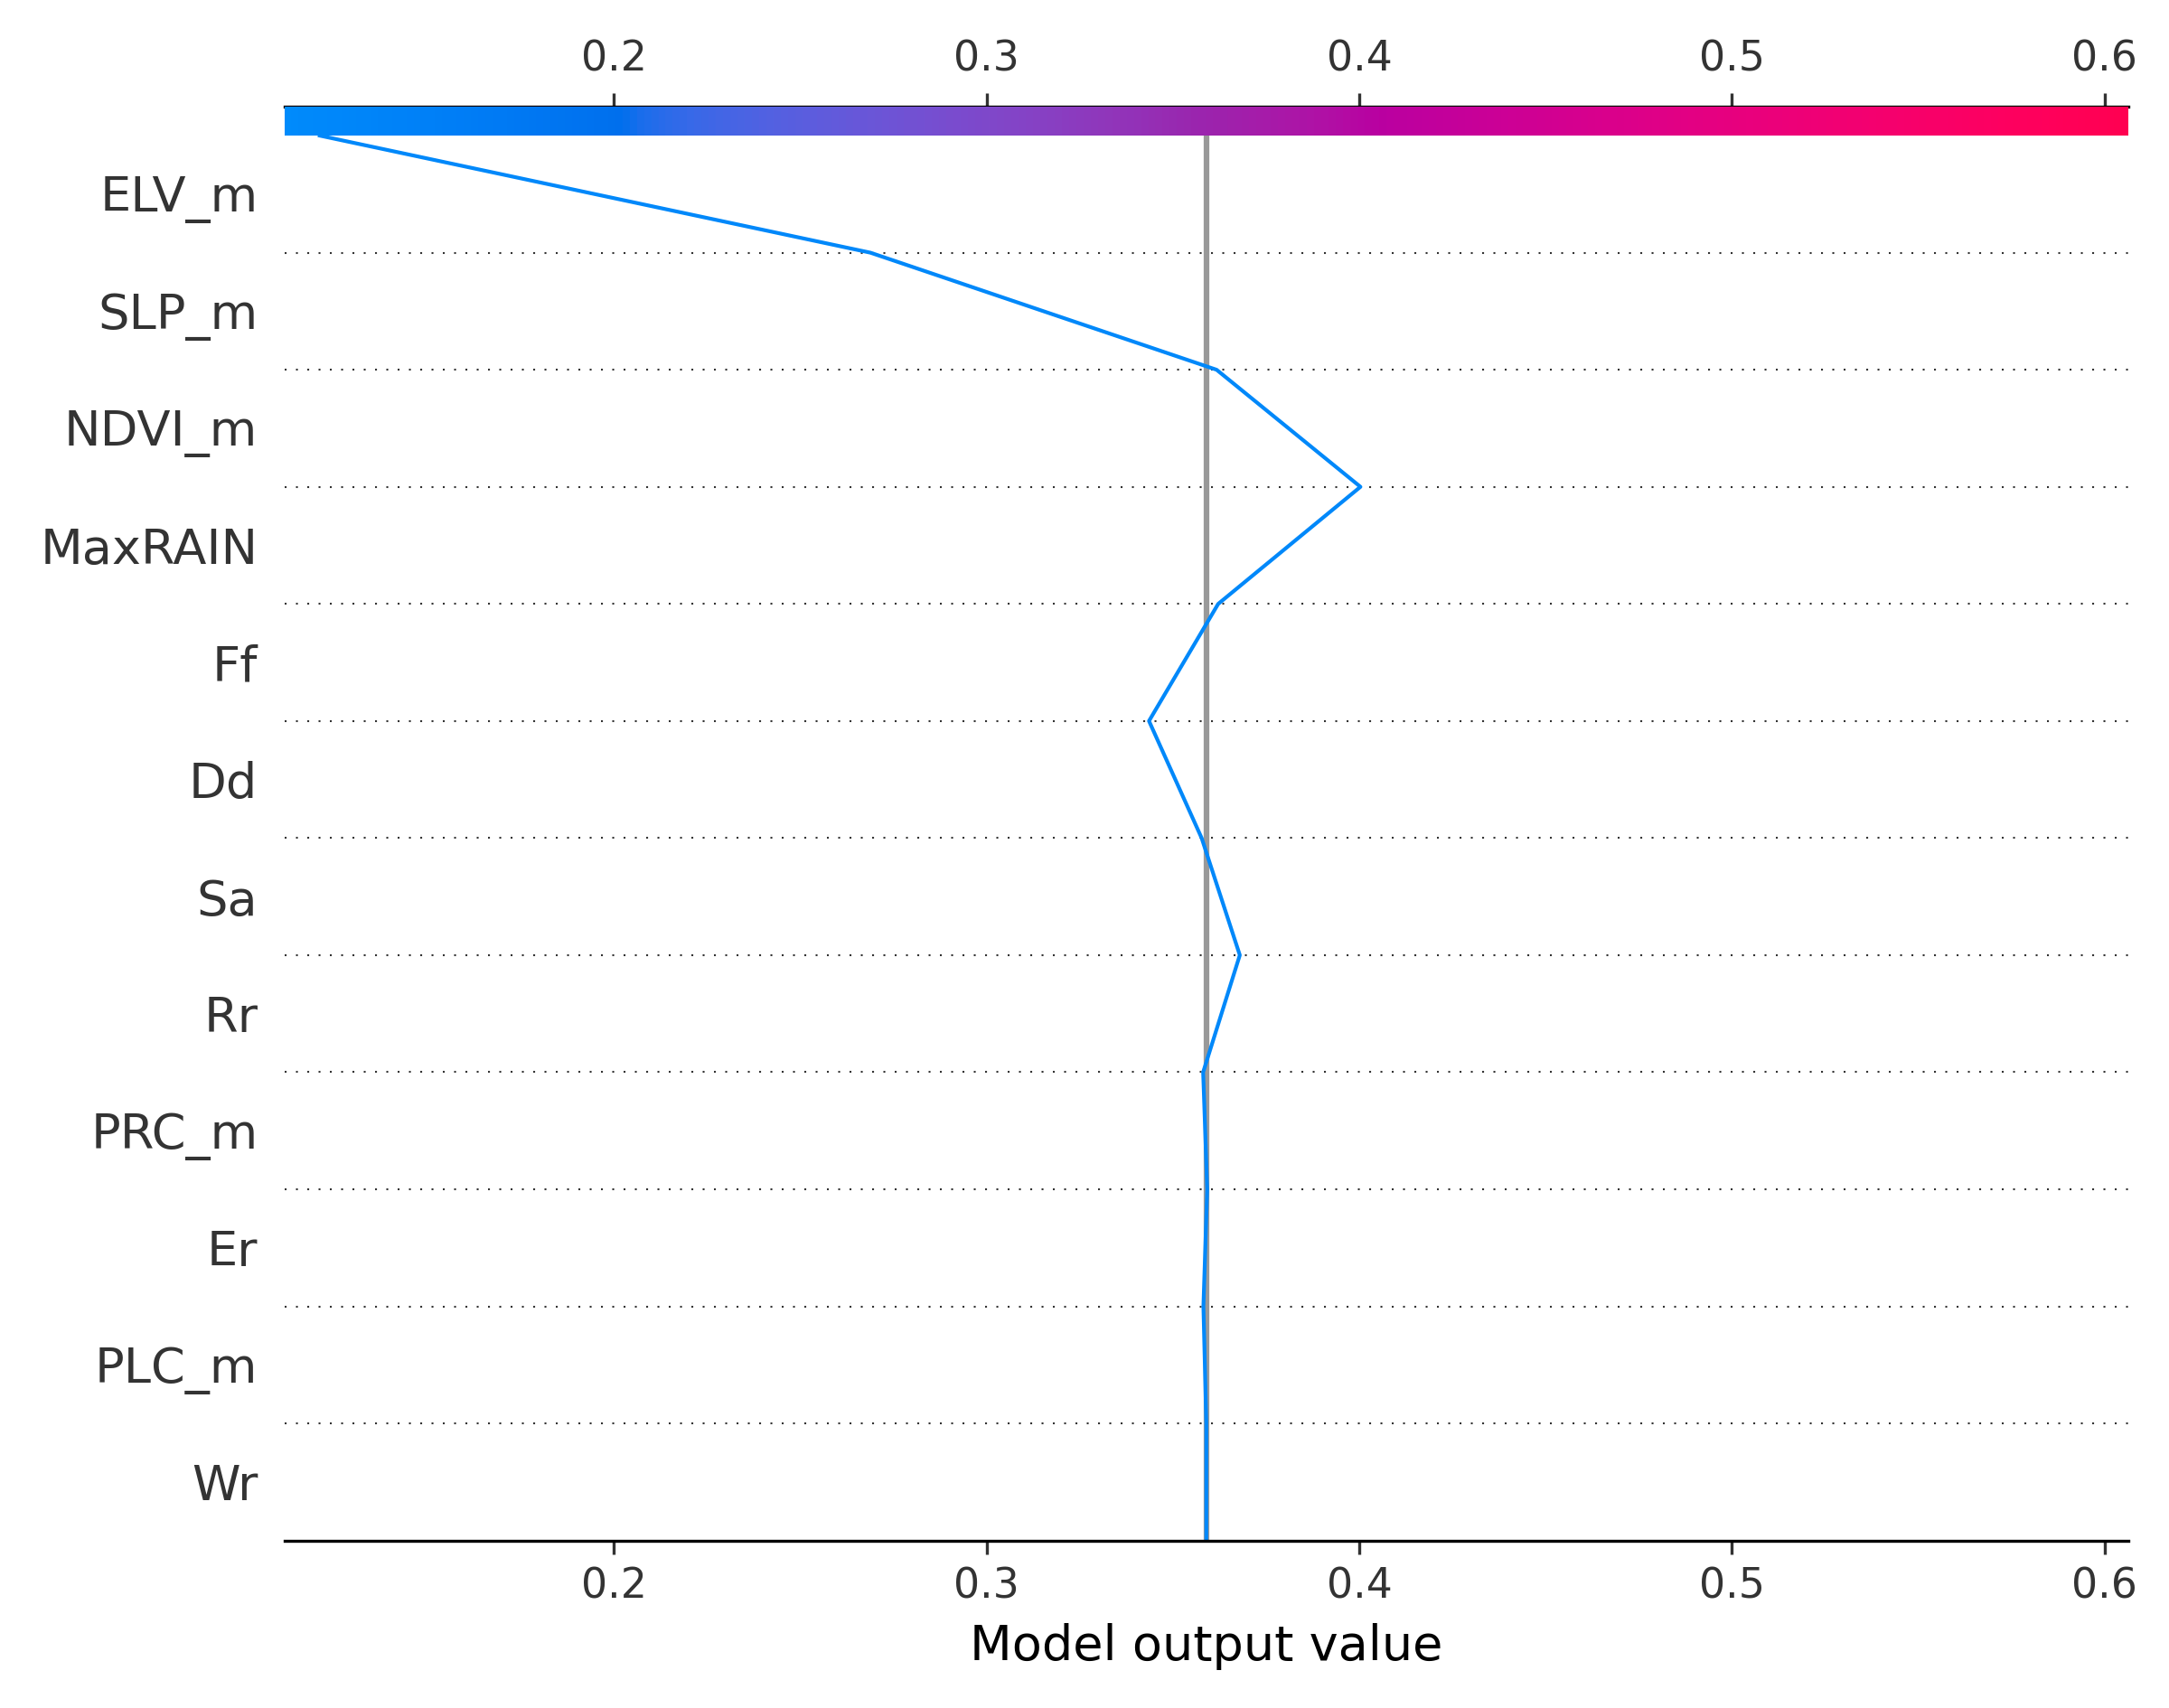 0.2 0.3 0.4 0.5 0.6
ELV_m
SLP_m
NDVI_m
MaxRAIN
Ff
Dd
Sa
Rr
PRC_m
Er
PLC_m
Wr
0.2 0.3 0.4 0.5 0.6
Model output value